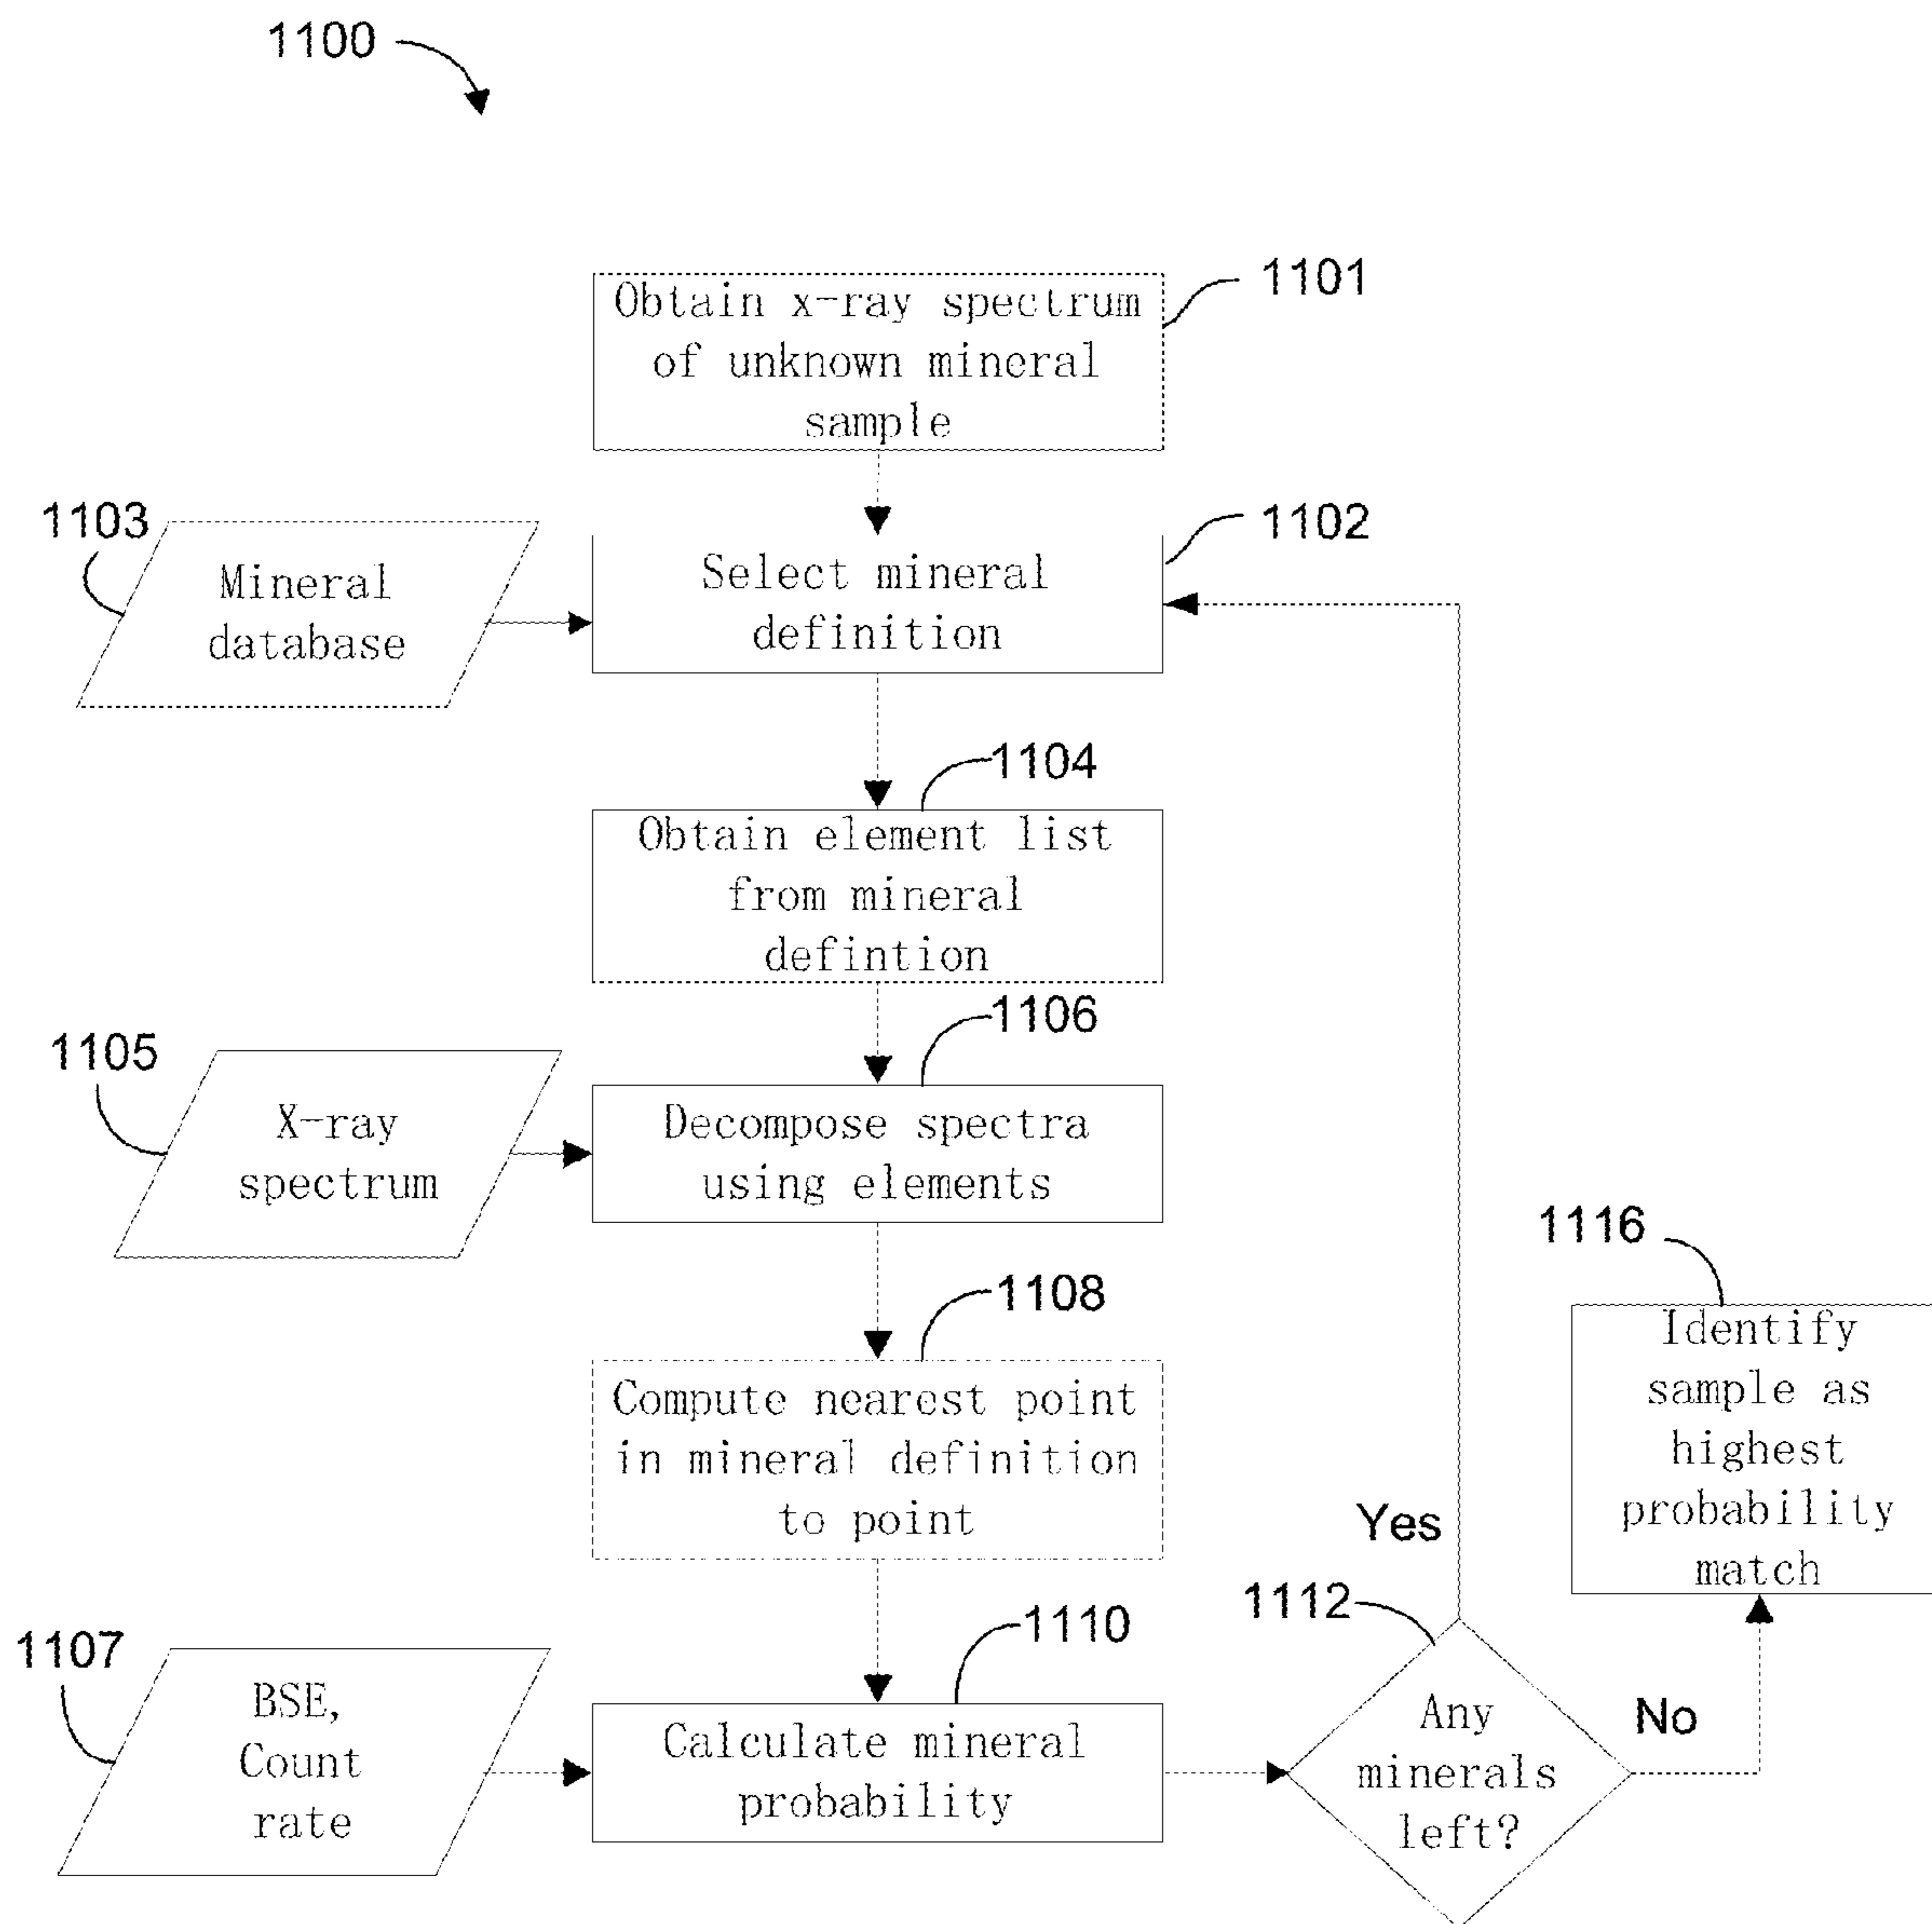 1100
1101
Obtain x-ray spectrum
of unknown mineral
sample
1103
Mineral
database
1102
Select mineral
definition
1104
Obtain element list
from mineral
defintion
1105
X-ray
spectrum
1106
Decompose spectra
using elements
1108
Compute nearest point
in mineral definition
to point
1107
BSE,
Count
rate
1110
Calculate mineral
probability
1112
Any
minerals
left?
Yes
No
1116
Identify
sample as
highest
probability
match